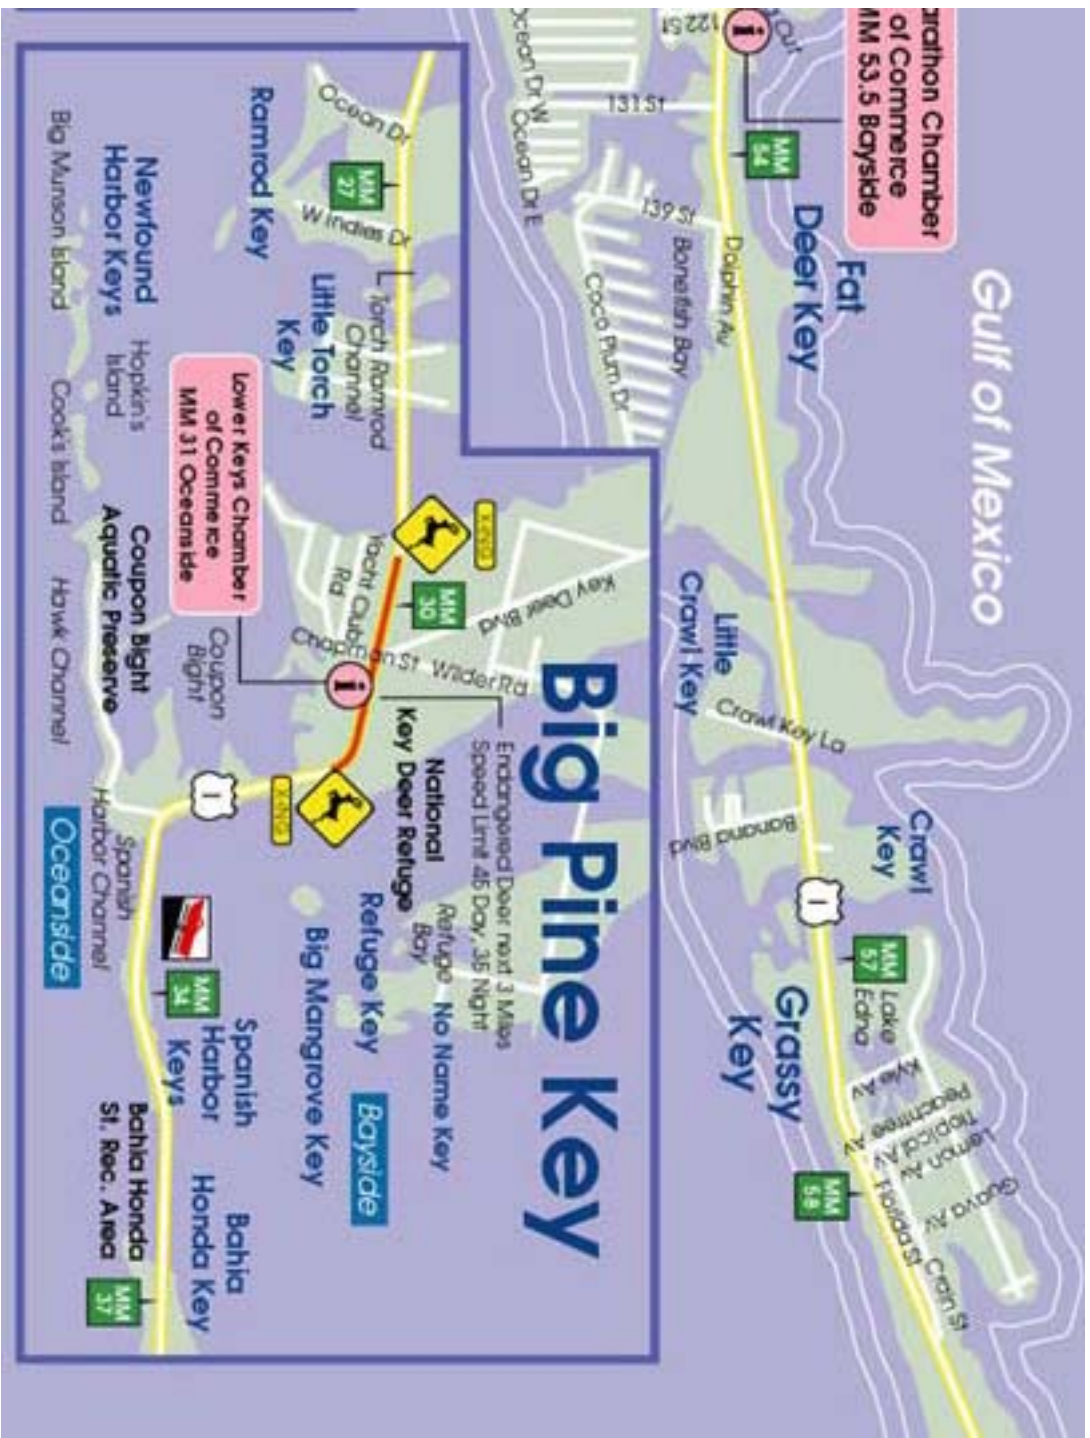 Gulf of Mexico
arathon Chamber
of Commerce
MM 53.5 Bayside
122 St
Cut
MM
54
Fat
Deer Key
131 St
139 St
Ocean Dr W
Ocean Dr E
Dolphin Av
Bonefish Bay
Coco Plum Dr
Little
Crawl Key
Crawl Key La
Crawl
Key
Banana Blvd
1
MM
57
Lake
Edna
Grassy
Key
Kyle Av
Peachtree Av
Tropical Av
Lemon Av
Guava Av
Florida St
Crain St
MM
58
Big Pine Key
Endangered Deer next 3 Miles
Speed Limit 45 Day, 35 Night
Key Deer Blvd
Wilder Rd
Chapman St
Yacht Club
Rd
X-ING
MM
30
National
Key Deer Refuge
Refuge
Bay
No Name Key
Refuge Key
Big Mangrove Key
Bayside
X-ING
1
Ocean Dr
MM
27
W Indies Dr
Ramrod Key
Torch Ramrod
Channel
Little Torch
Key
Lower Keys Chamber
of Commerce
MM 31 Oceanside
Newfound
Harbor Keys
Big Munson Island
Hopkin's
Island
Cook's Island
Coupon Bight
Aquatic Preserve
Coupon
Bight
Hawk Channel
Spanish
Harbor Channel
Oceanside
MM
34
Spanish
Harbor
Keys
Bahia
Honda Key
Bahia Honda
St. Rec. Area
MM
37